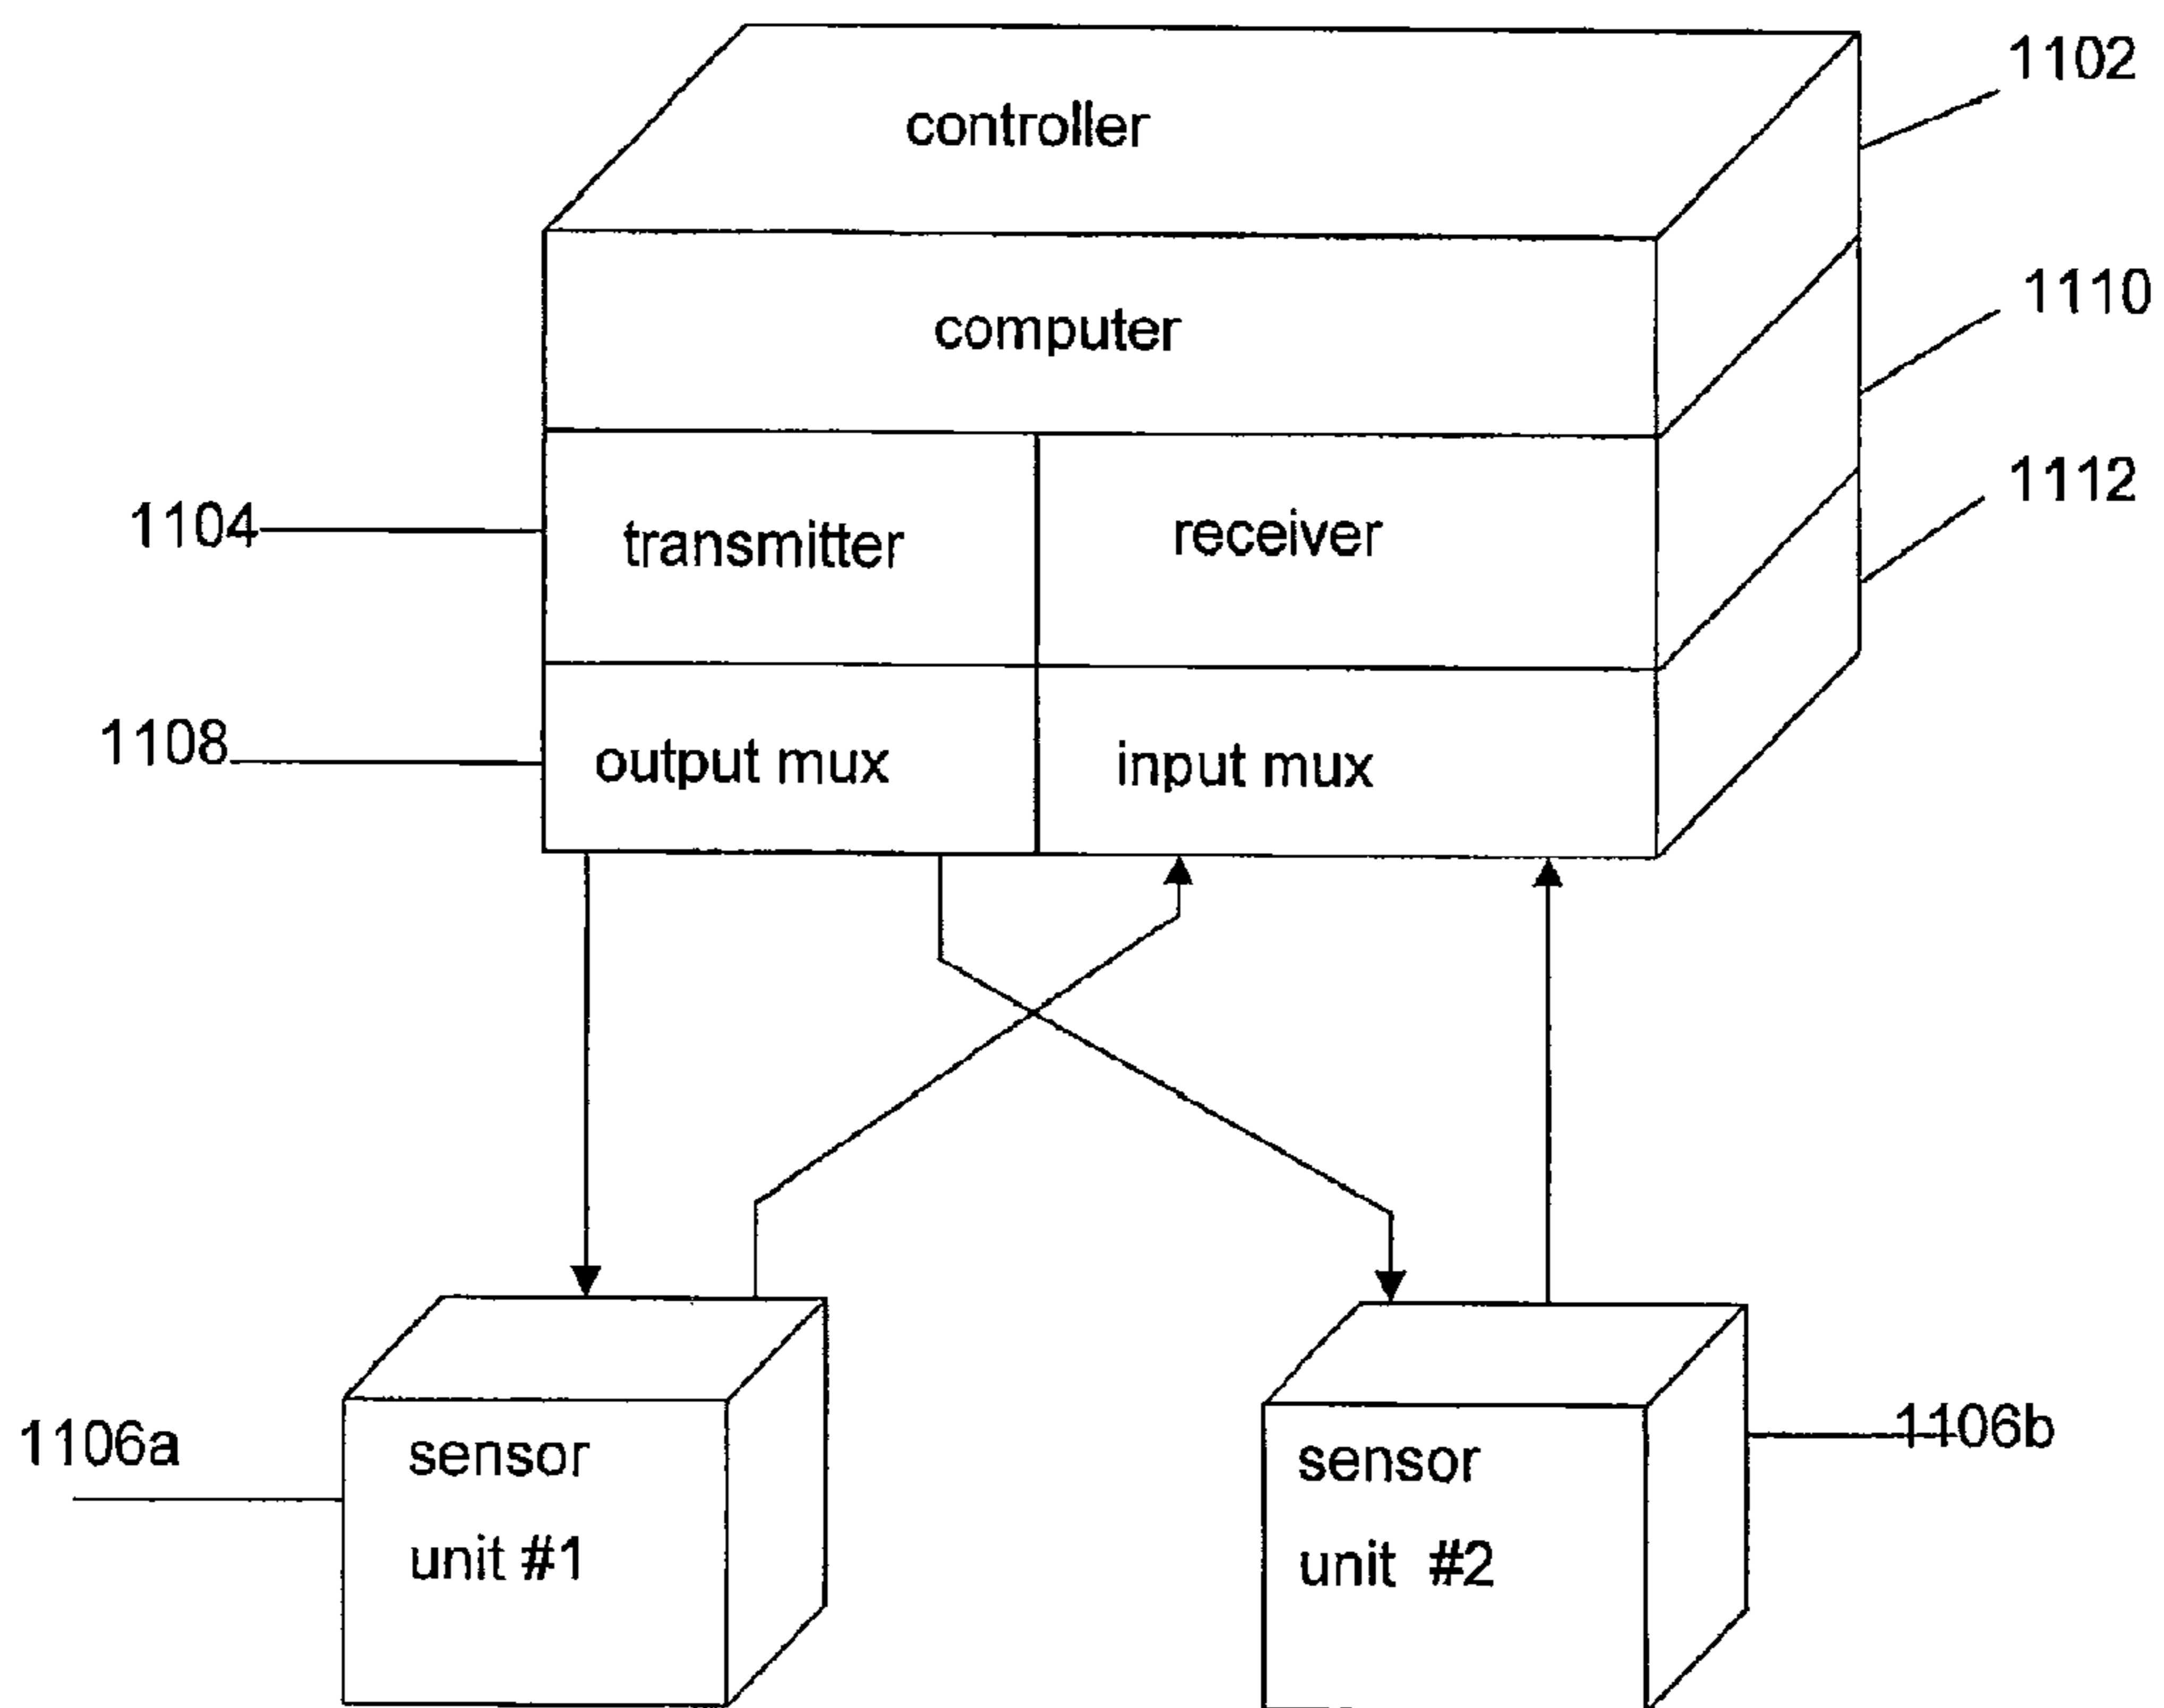 1102
controller
1110
computer
1112
1104
transmitter
receiver
1108
output mux
input mux
1106a
sensor
unit #1
sensor
unit #2
1106b